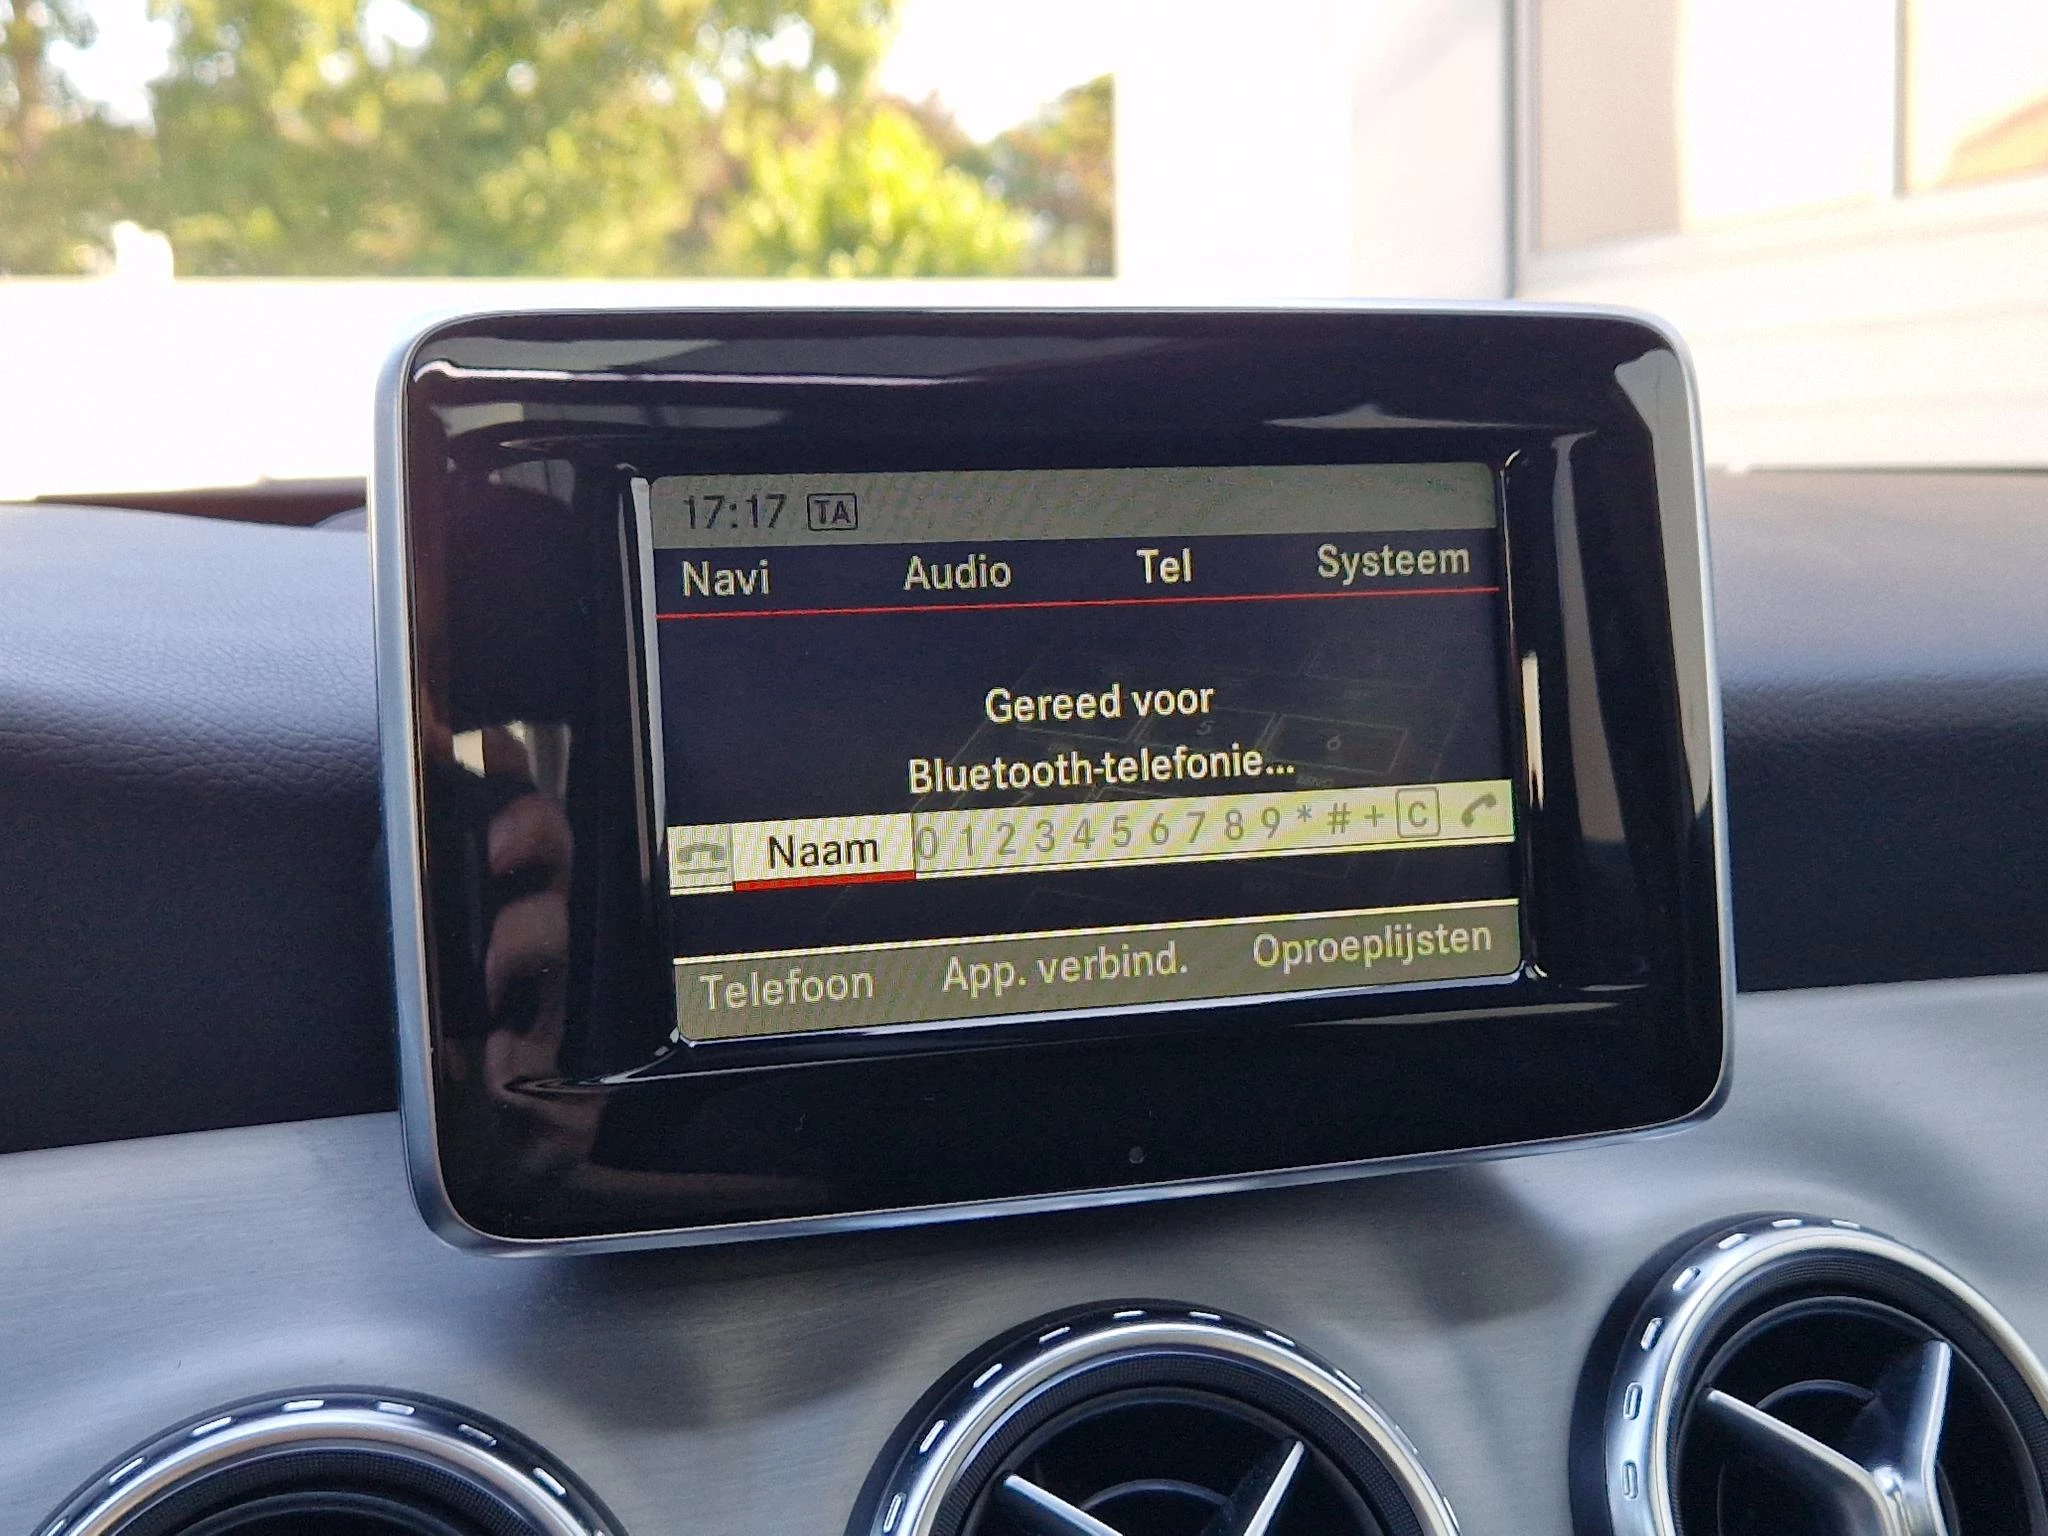 17:17 TA
Navi Audio Tel Systeem
Gereed voor
Bluetooth-telefonie...
Naam 0 1 2 3 4 5 6 7 8 9 * # + C
Telefoon App. verbind. Oproeplijsten